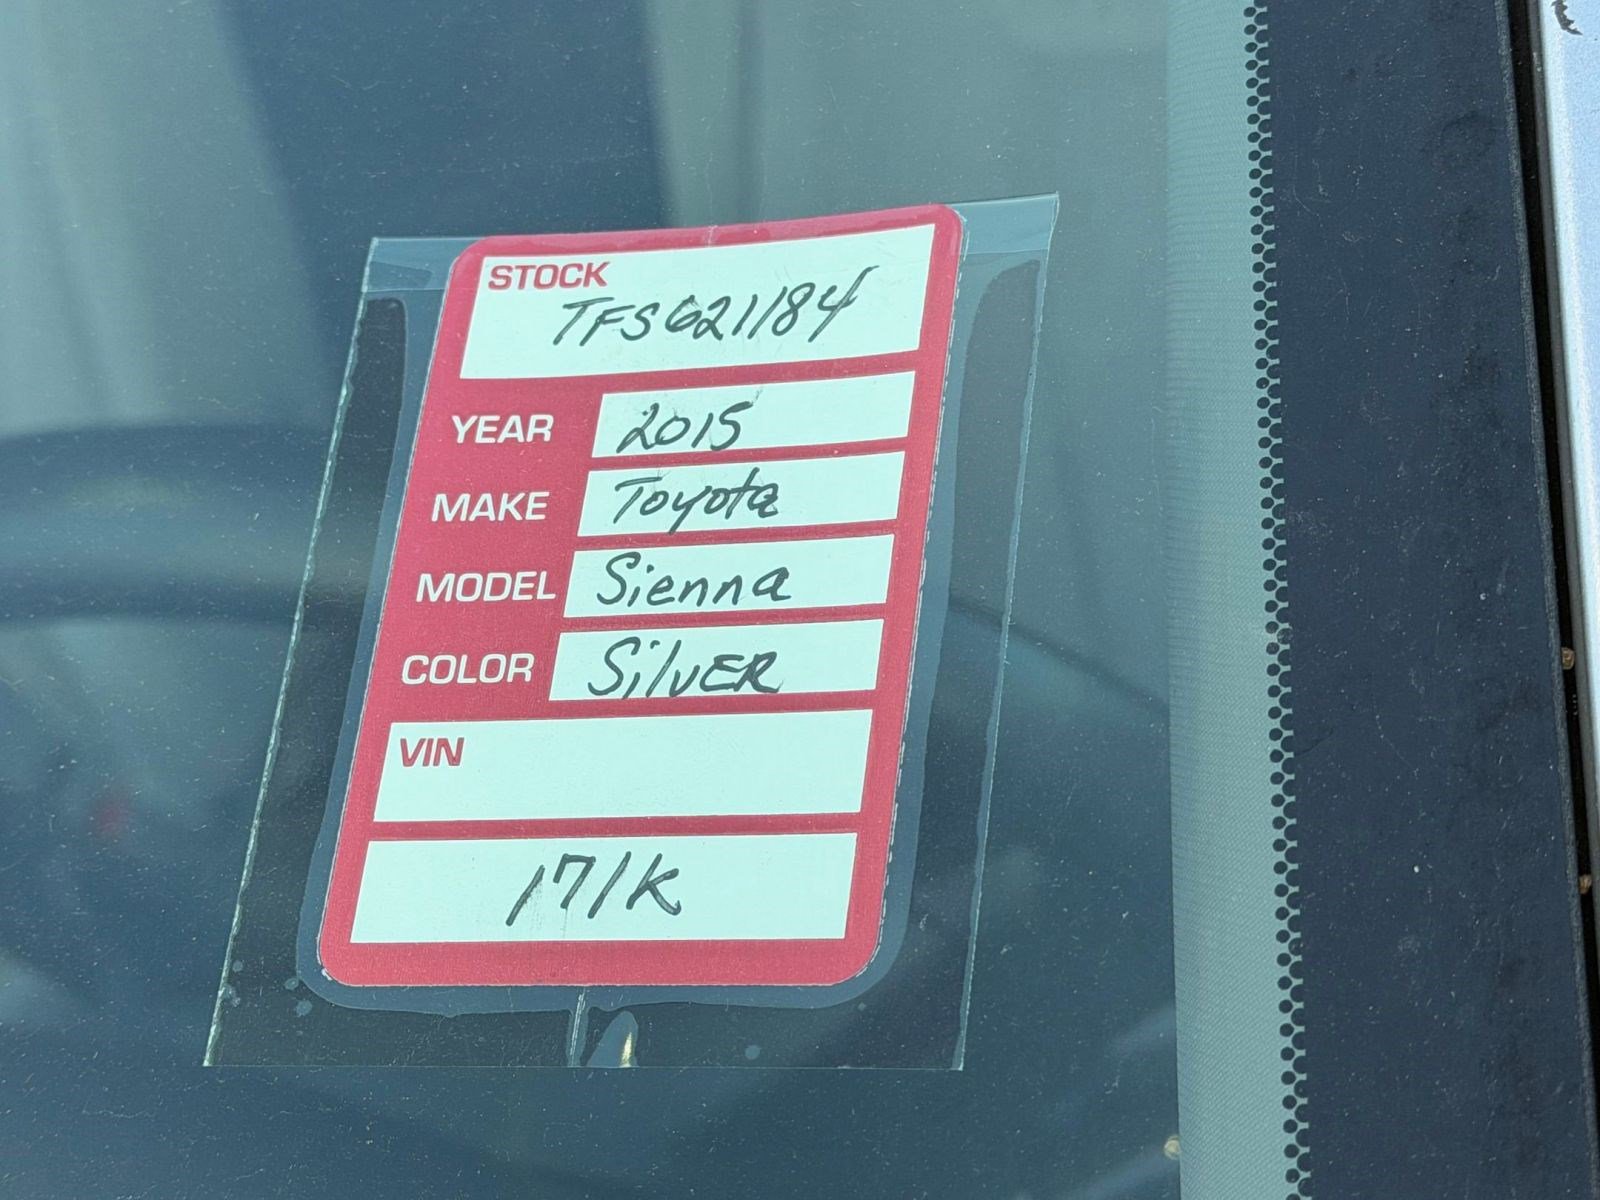 STOCK
TFS621184
YEAR 2015
MAKE Toyota
MODEL Sienna
COLOR SilvER
VIN
171K